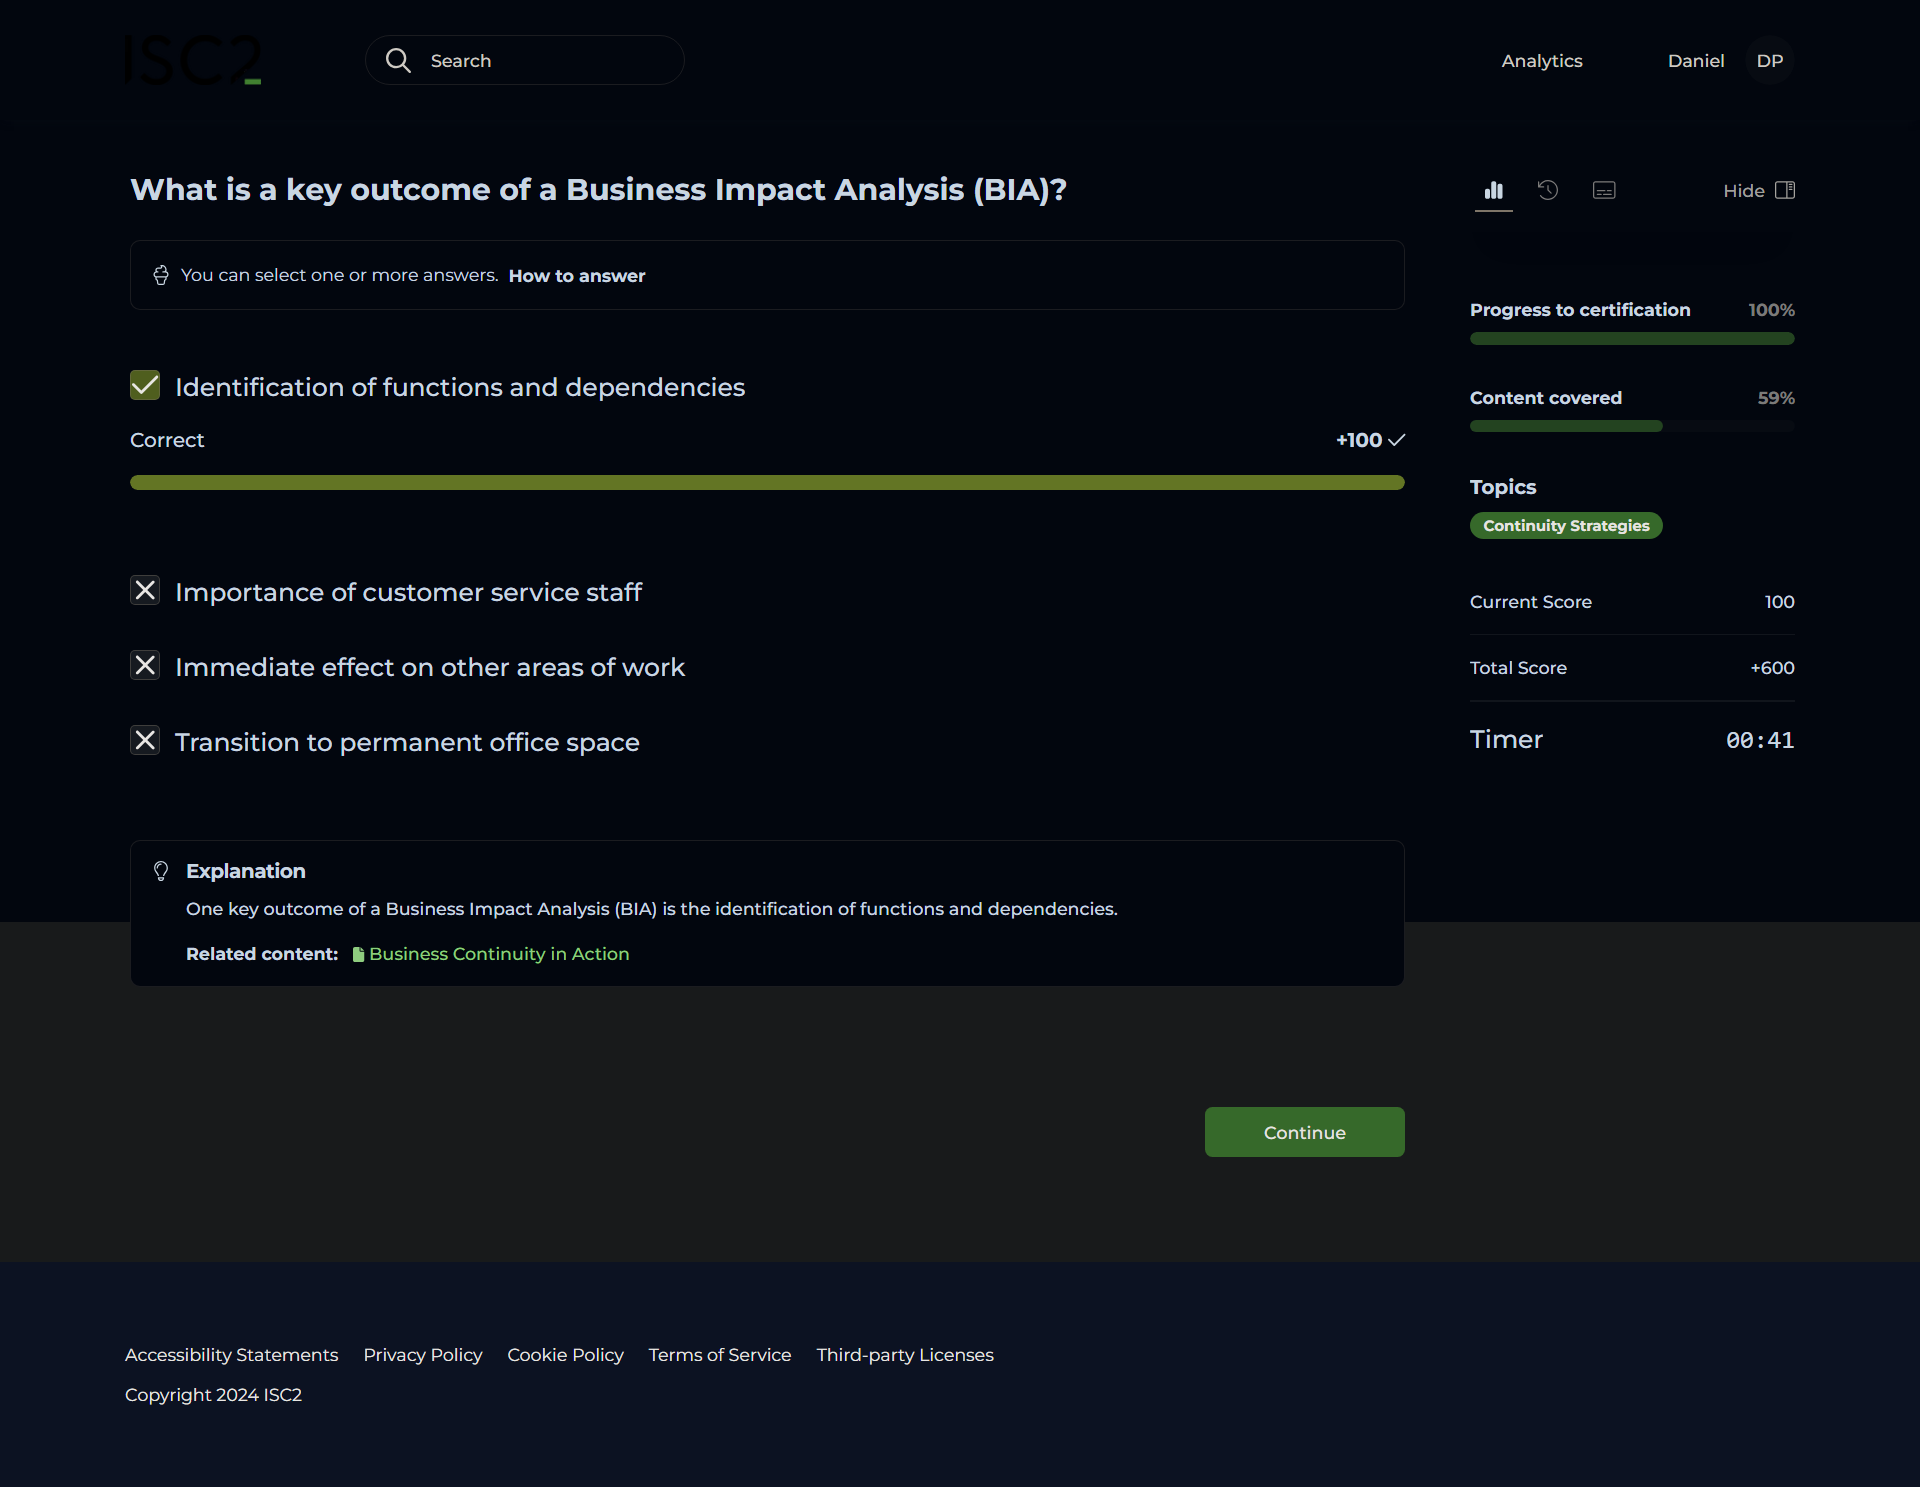 ISC2
Search
Analytics
Daniel
DP
What is a key outcome of a Business Impact Analysis (BIA)?
You can select one or more answers. How to answer
Identification of functions and dependencies
Correct
+100
Importance of customer service staff
Immediate effect on other areas of work
Transition to permanent office space
Explanation
One key outcome of a Business Impact Analysis (BIA) is the identification of functions and dependencies.
Related content: Business Continuity in Action
Continue
Hide
Progress to certification 100%
Content covered 59%
Topics
Continuity Strategies
Current Score 100
Total Score +600
Timer 00:41
Accessibility Statements Privacy Policy Cookie Policy Terms of Service Third-party Licenses
Copyright 2024 ISC2